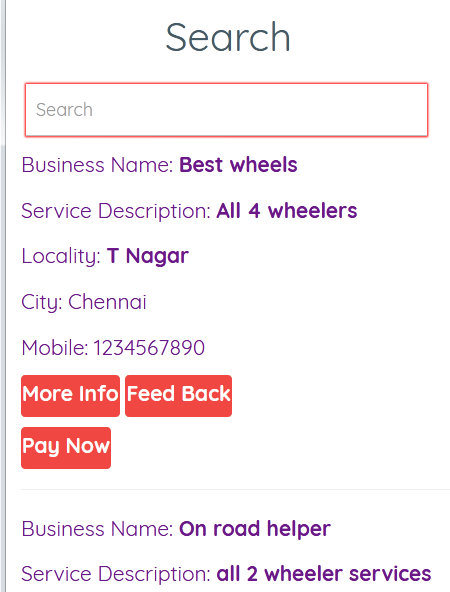 Search
Search
Business Name: Best wheels
Service Description: All 4 wheelers
Locality: T Nagar
City: Chennai
Mobile: 1234567890
More Info Feed Back
Pay Now
Business Name: On road helper
Service Description: all 2 wheeler services